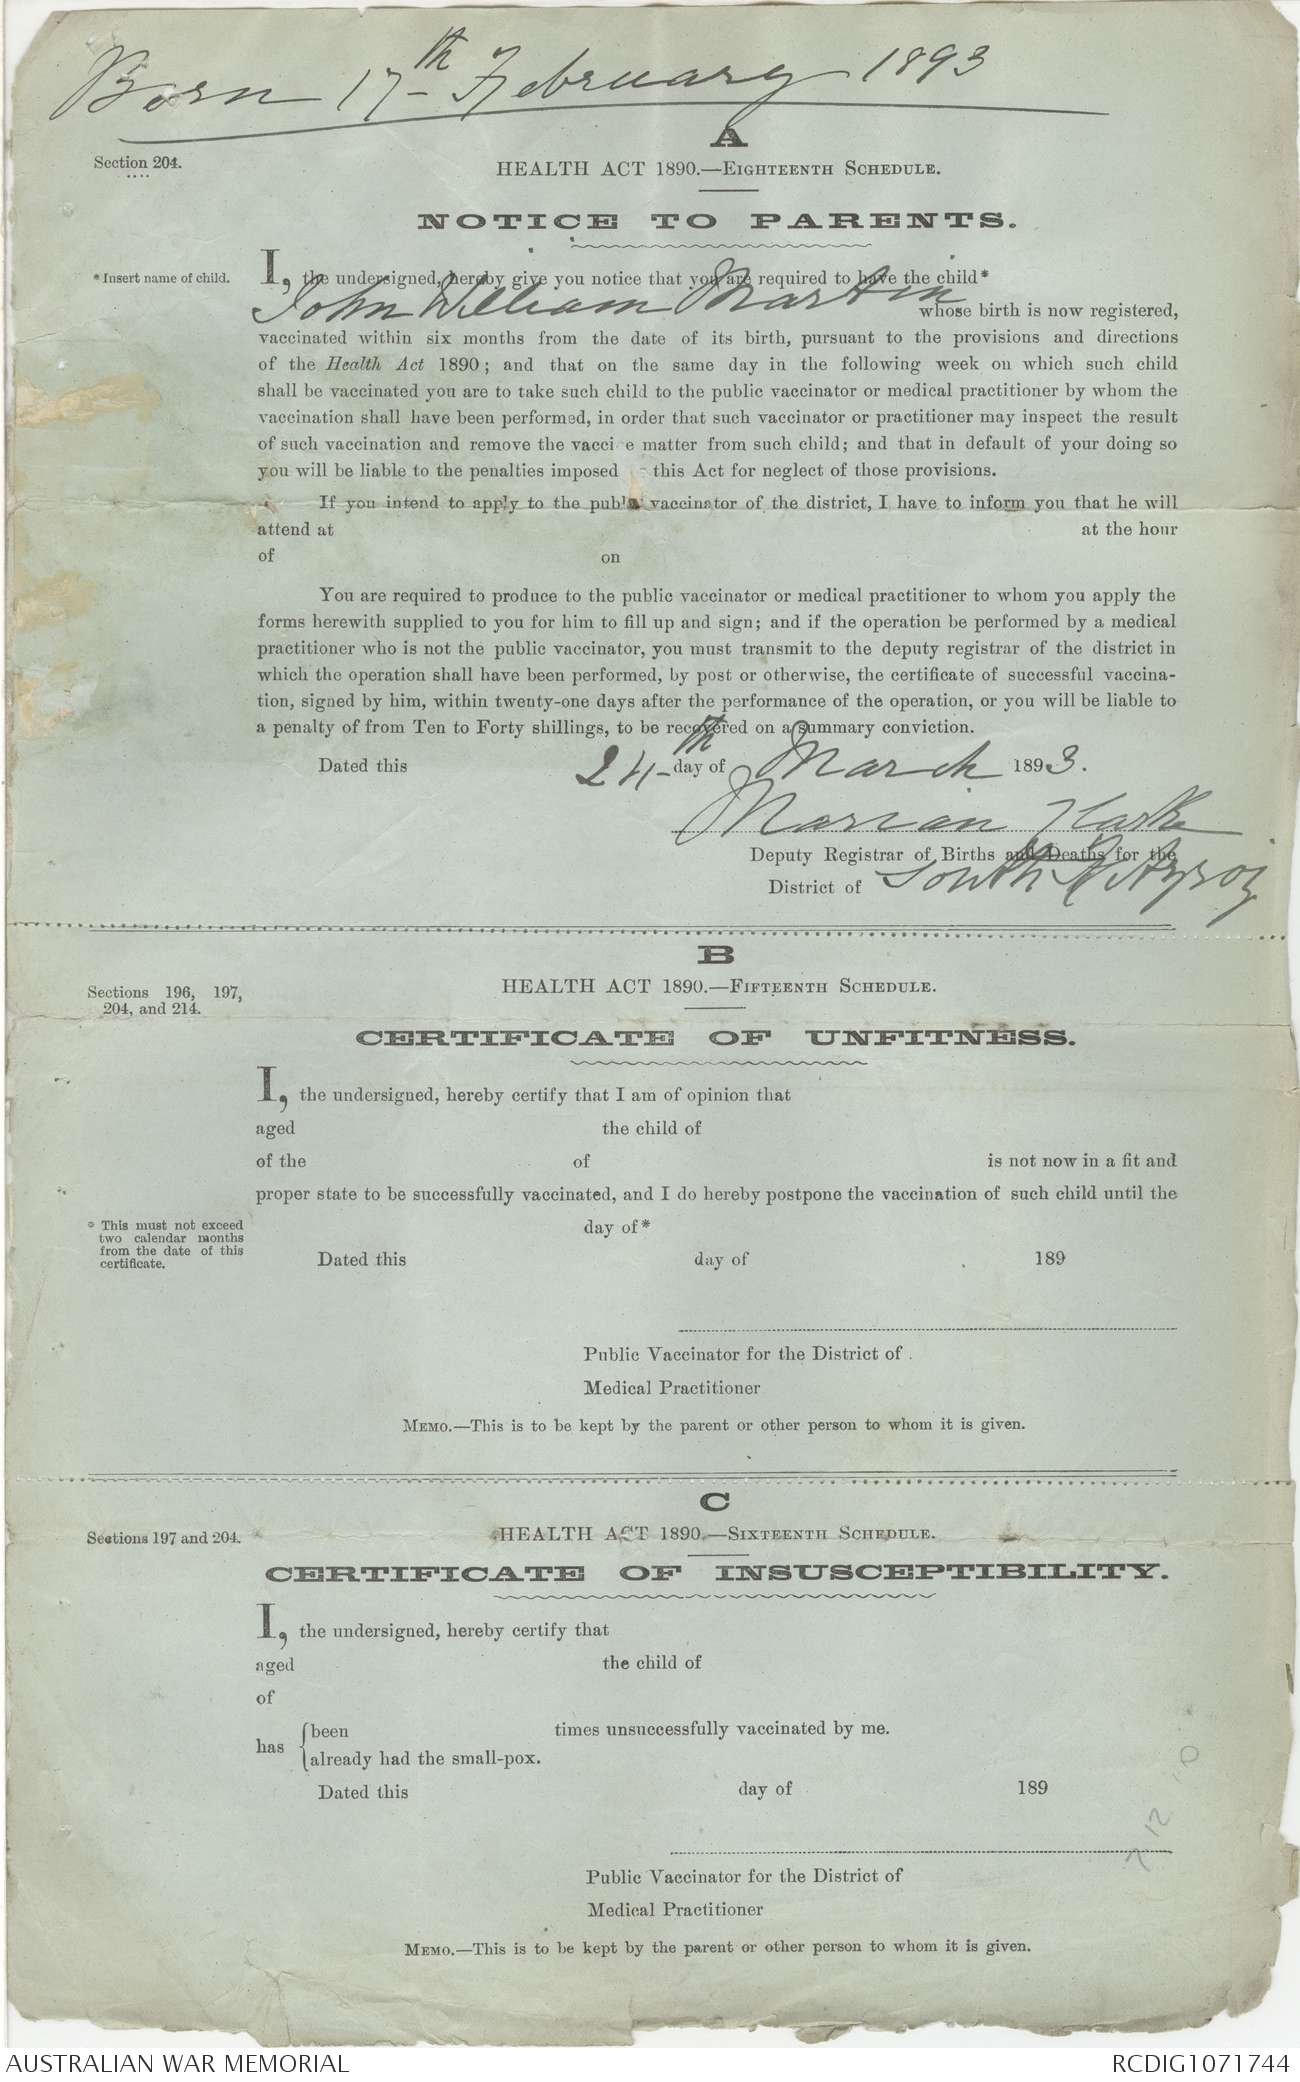 Born 17th February 1893
A
Section 204.
HEALTH ACT 1890.—EIGHTEENTH SCHEDULE.
NOTICE TO PARENTS.
* Insert name of child.
I, the undersigned, hereby give you notice that you are required to have the child*
John William Martin whose birth is now registered,
vaccinated within six months from the date of its birth, pursuant to the provisions and directions
of the Health Act 1890; and that on the same day in the following week on which such child
shall be vaccinated you are to take such child to the public vaccinator or medical practitioner by whom the
vaccination shall have been performed, in order that such vaccinator or practitioner may inspect the result
of such vaccination and remove the vacci e matter from such child; and that in default of your doing so
you will be liable to the penalties imposed this Act for neglect of those provisions.
If you intend to apply to the public vaccinator of the district, I have to inform you that he will
attend at at the hour
of on
You are required to produce to the public vaccinator or medical practitioner to whom you apply the
forms herewith supplied to you for him to fill up and sign; and if the operation be performed by a medical
practitioner who is not the public vaccinator, you must transmit to the deputy registrar of the district in
which the operation shall have been performed, by post or otherwise, the certificate of successful vaccina-
tion, signed by him, within twenty-one days after the performance of the operation, or you will be liable to
a penalty of from Ten to Forty shillings, to be recovered on a summary conviction.
Dated this 24th day of March 1893.
Marian
Deputy Registrar of Births and Deaths for the
District of South Fitzroy
B
Sections 196, 197,
204, and 214.
HEALTH ACT 1890.—FIFTEENTH SCHEDULE.
CERTIFICATE OF UNFITNESS.
I, the undersigned, hereby certify that I am of opinion that
aged the child of
of the of is not now in a fit and
proper state to be successfully vaccinated, and I do hereby postpone the vaccination of such child until the
day of*
* This must not exceed
two calendar months
from the date of this
certificate.
Dated this day of 189
Public Vaccinator for the District of
Medical Practitioner
MEMO.—This is to be kept by the parent or other person to whom it is given.
C
Sections 197 and 204.
HEALTH ACT 1890.—SIXTEENTH SCHEDULE.
CERTIFICATE OF INSUSCEPTIBILITY.
I, the undersigned, hereby certify that
aged the child of
of
has {been times unsuccessfully vaccinated by me.
{already had the small-pox.
Dated this day of 189
Public Vaccinator for the District of
Medical Practitioner
MEMO.—This is to be kept by the parent or other person to whom it is given.
AUSTRALIAN WAR MEMORIAL RCDIG1071744